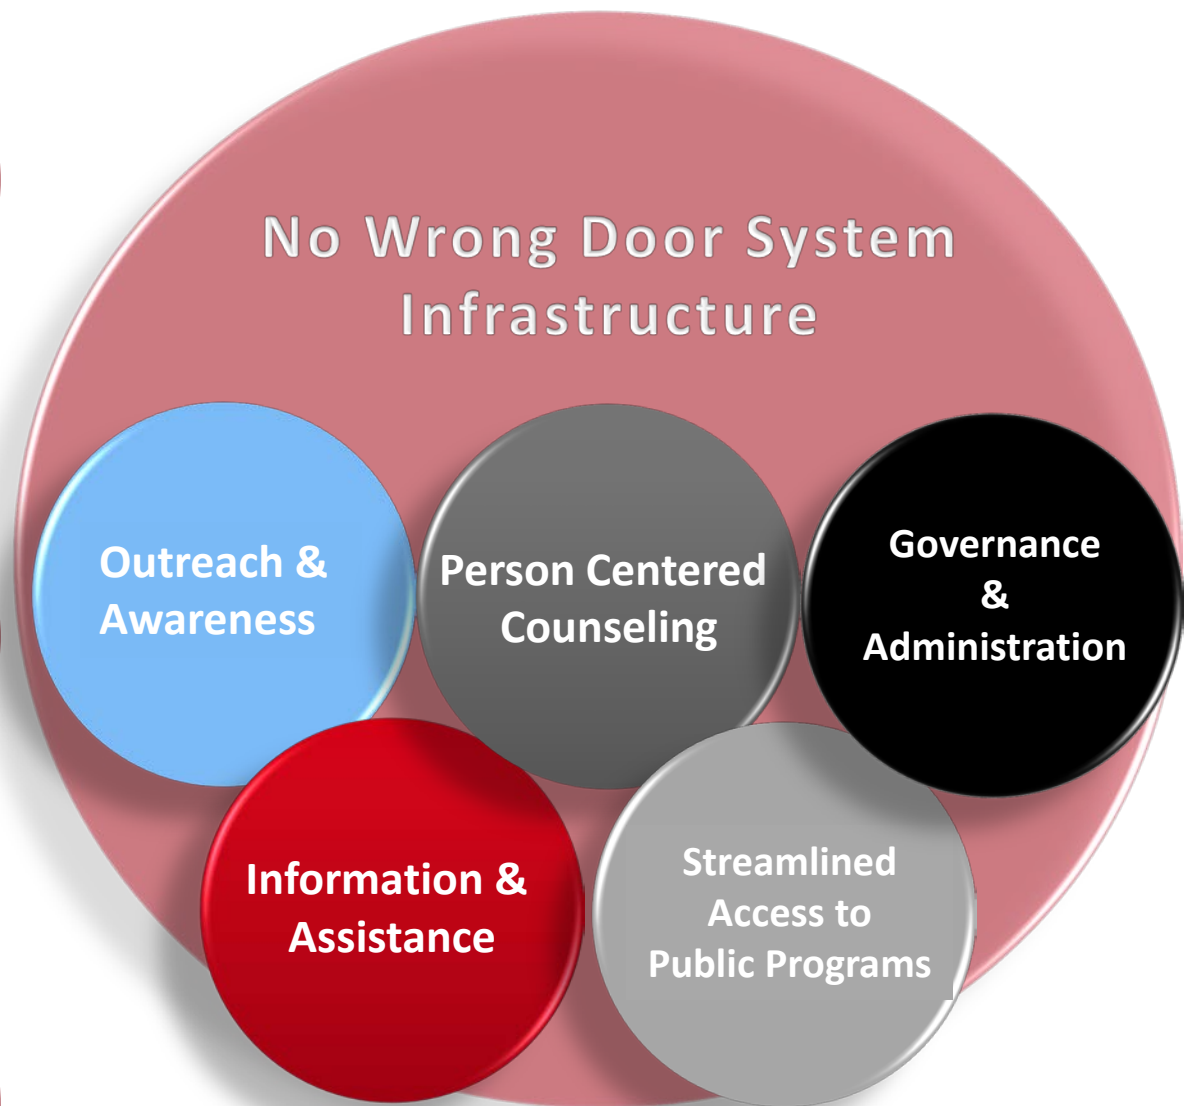 No Wrong Door System
Infrastructure
Outreach &
Awareness
Person Centered
Counseling
Governance
&
Administration
Information &
Assistance
Streamlined
Access to
Public Programs